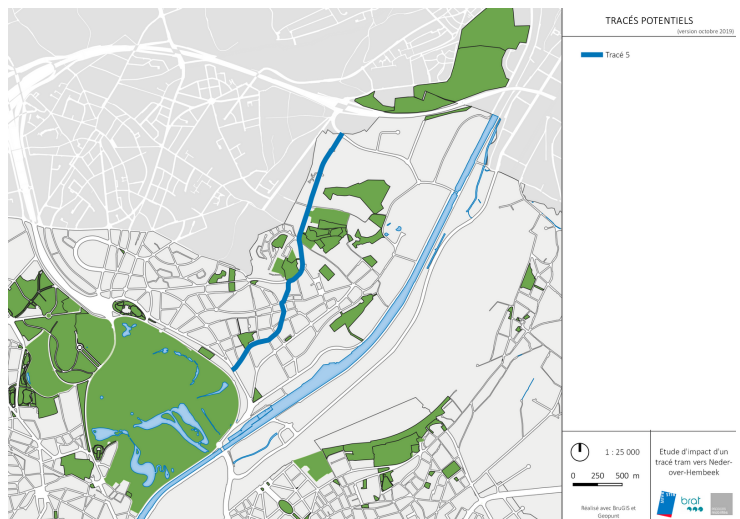 TRACÉS POTENTIELS
(version octobre 2019)
Tracé 5
1 : 25 000
0 250 500 m
Réalisé avec BruGIS et
Geopunt
Etude d'impact d'un
tracé tram vers Neder-
over-Hembeek
brat